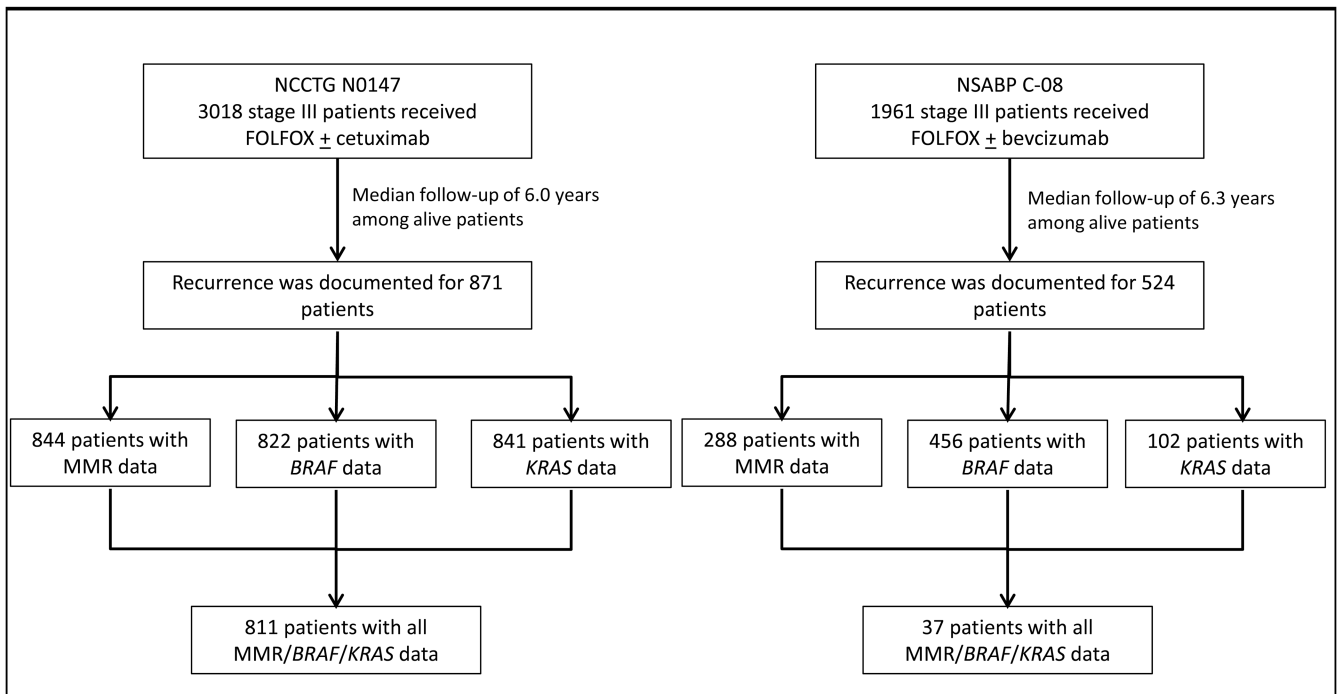 NCCTG N0147
3018 stage III patients received
FOLFOX + cetuximab
Median follow-up of 6.0 years
among alive patients
Recurrence was documented for 871
patients
844 patients with
MMR data
822 patients with
BRAF data
841 patients with
KRAS data
811 patients with all
MMR/BRAF/KRAS data
NSABP C-08
1961 stage III patients received
FOLFOX + bevcizumab
Median follow-up of 6.3 years
among alive patients
Recurrence was documented for 524
patients
288 patients with
MMR data
456 patients with
BRAF data
102 patients with
KRAS data
37 patients with all
MMR/BRAF/KRAS data